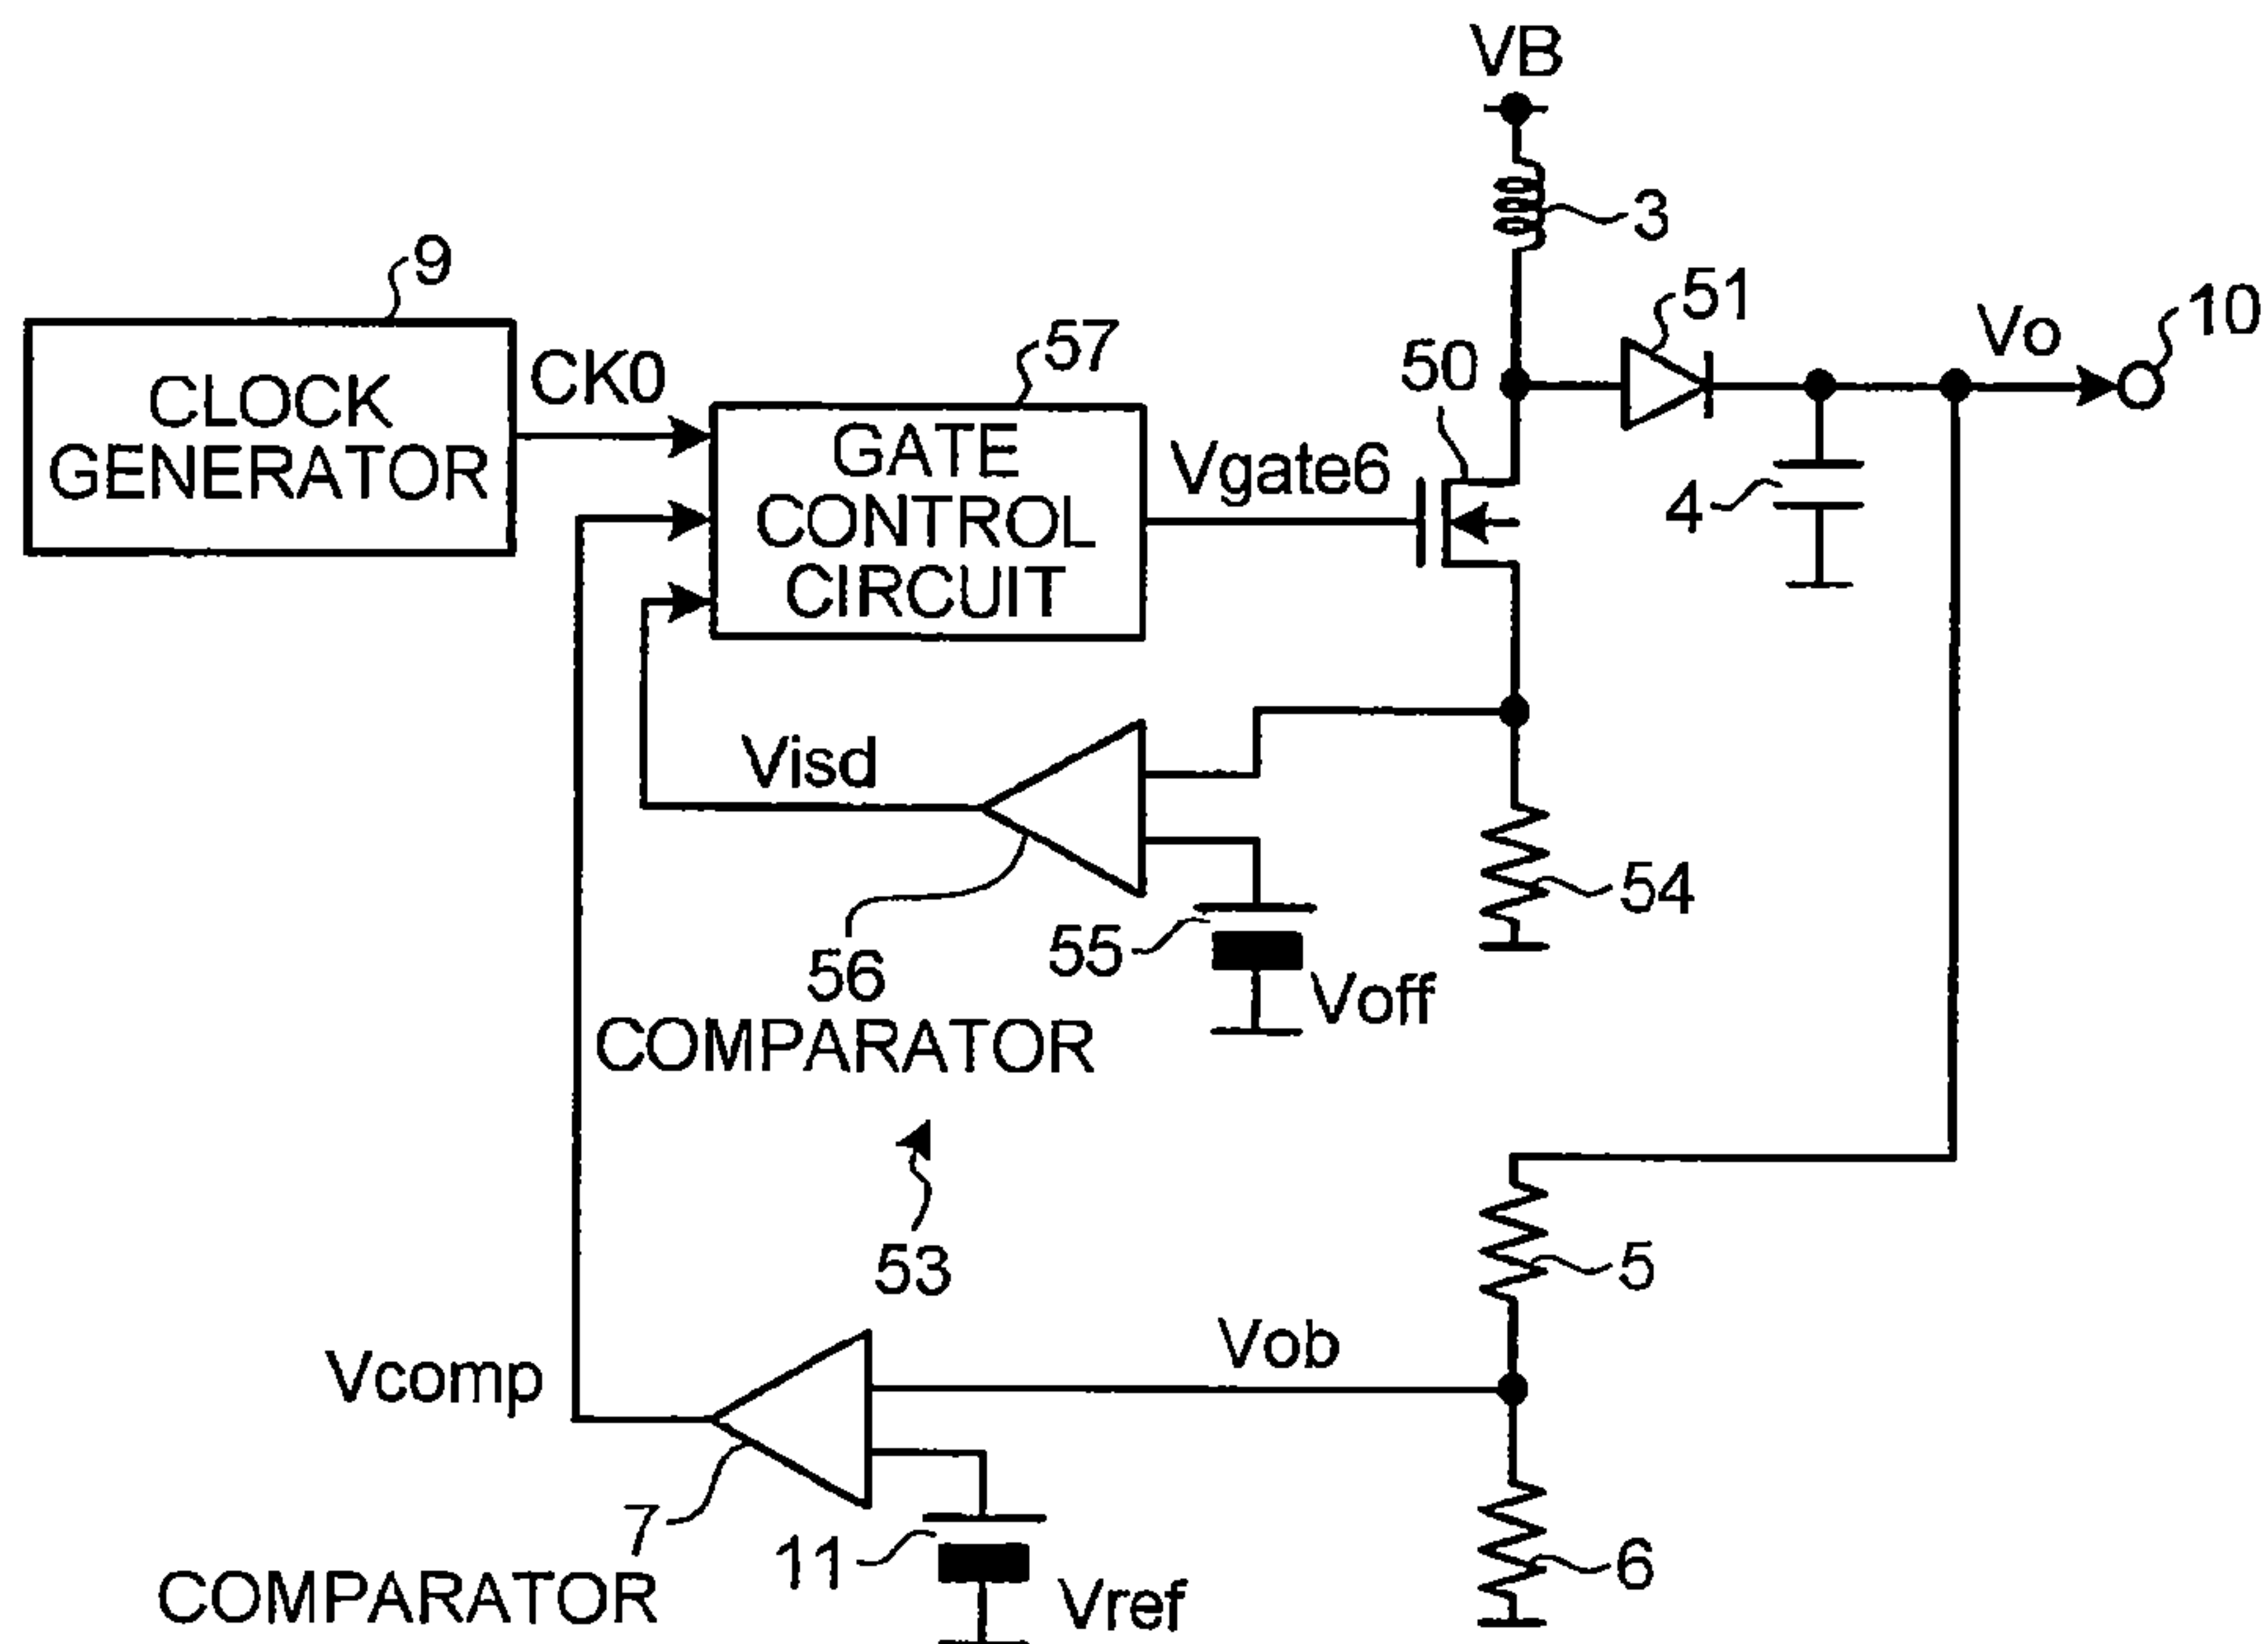 VB
3
9
51
10
Vo
57
CK0
50
CLOCK
GENERATOR
GATE
CONTROL
CIRCUIT
Vgate6
4
Visd
54
55
56
COMPARATOR
Voff
53
5
Vob
Vcomp
7
COMPARATOR
11
Vref
6